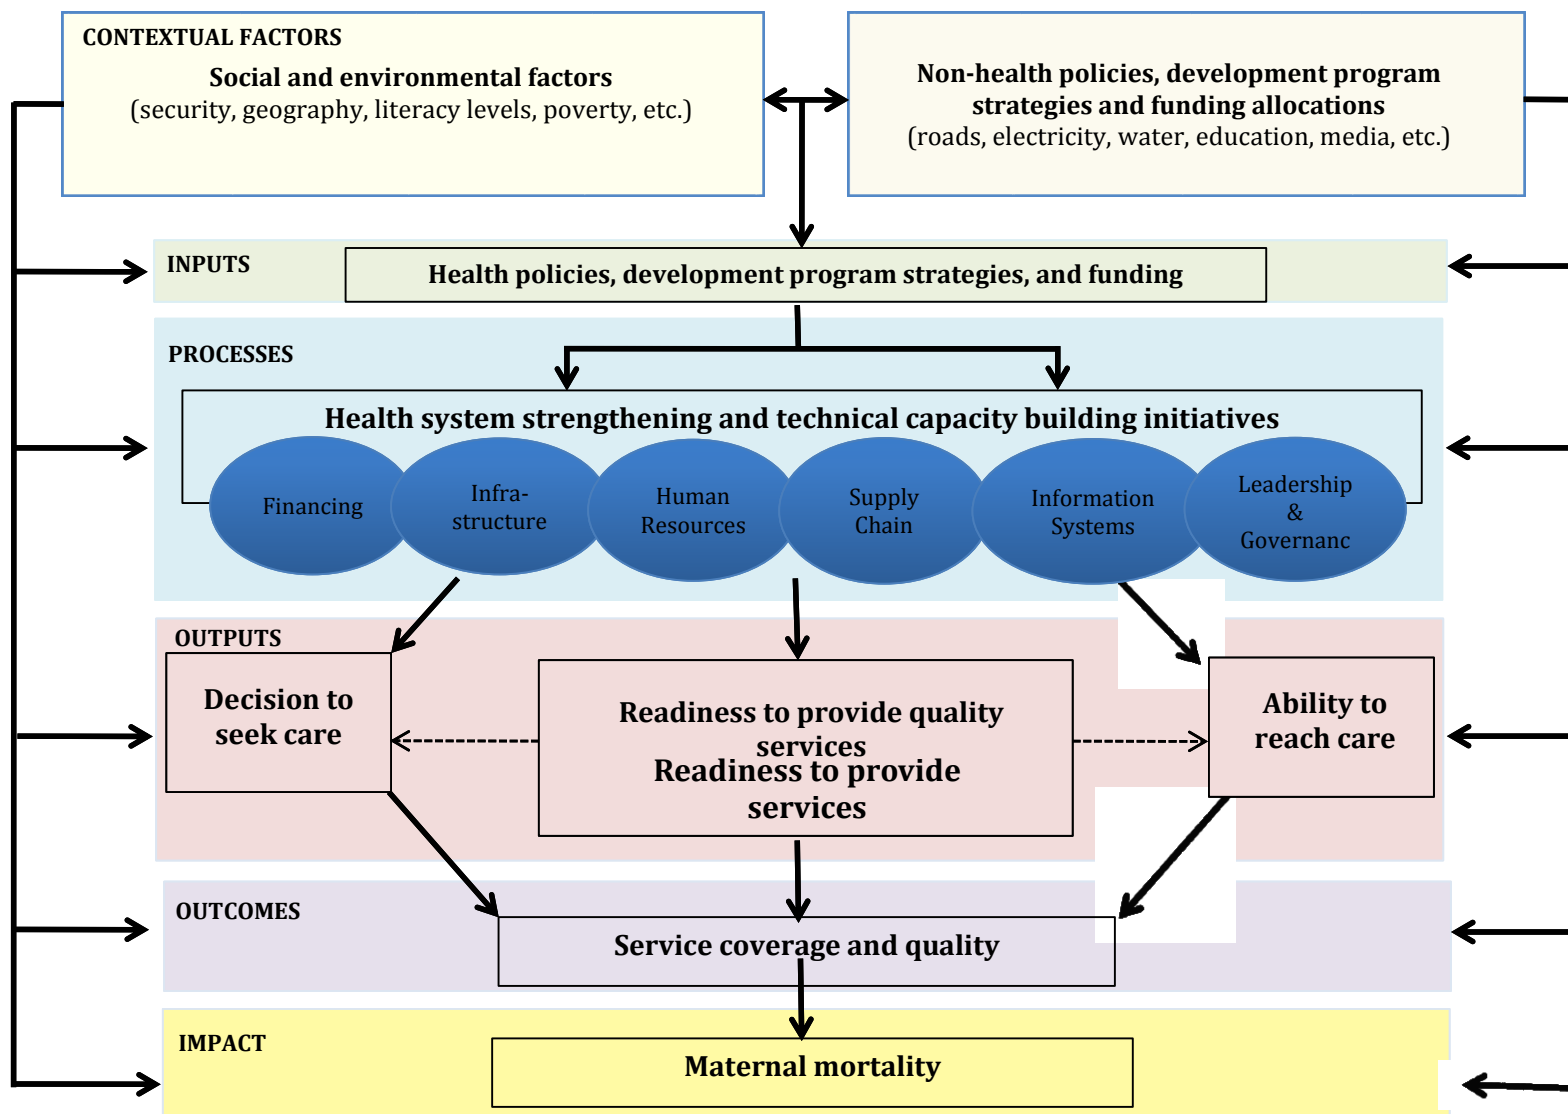 CONTEXTUAL FACTORS
Social and environmental factors
(security, geography, literacy levels, poverty, etc.)
Non-health policies, development program
strategies and funding allocations
(roads, electricity, water, education, media, etc.)
INPUTS
Health policies, development program strategies, and funding
PROCESSES
Health system strengthening and technical capacity building initiatives
Financing
Infra-
structure
Human
Resources
Supply
Chain
Information
Systems
Leadership
&
Governanc
OUTPUTS
Decision to
seek care
Readiness to provide quality
services
Readiness to provide
services
Ability to
reach care
OUTCOMES
Service coverage and quality
IMPACT
Maternal mortality